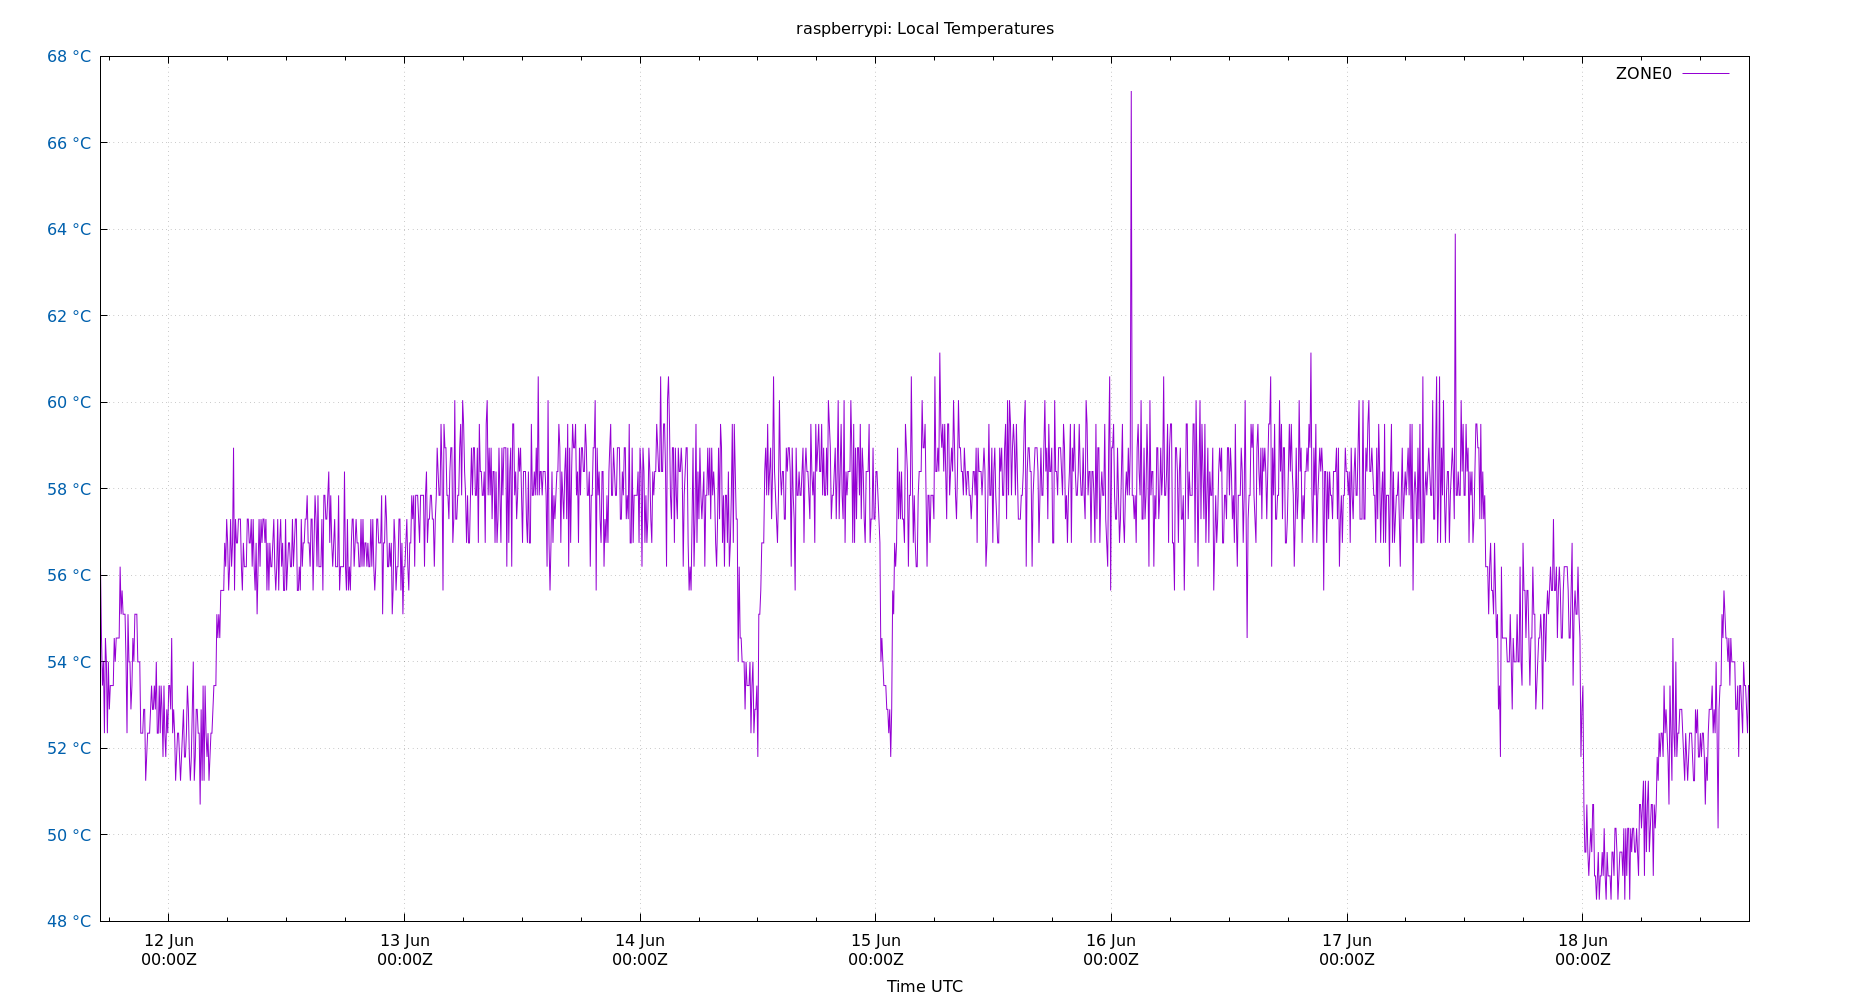 raspberrypi: Local Temperatures
68 °C
ZONE0
66 °C
64 °C
62 °C
60 °C
58 °C
56 °C
54 °C
52 °C
50 °C
48 °C
12 Jun 13 Jun 14 Jun 15 Jun 16 Jun 17 Jun 18 Jun
00:00Z 00:00Z 00:00Z 00:00Z 00:00Z 00:00Z 00:00Z
Time UTC